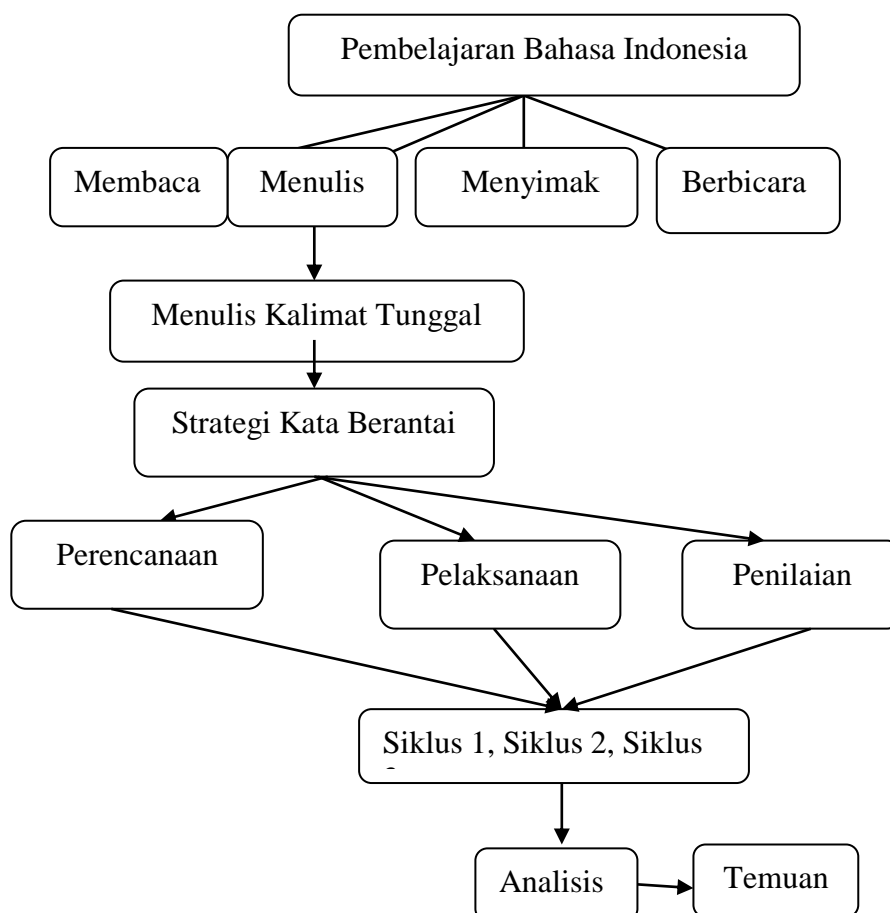 Pembelajaran Bahasa Indonesia
Membaca
Menulis
Menyimak
Berbicara
Menulis Kalimat Tunggal
Strategi Kata Berantai
Perencanaan
Pelaksanaan
Penilaian
Siklus 1, Siklus 2, Siklus
Analisis
Temuan